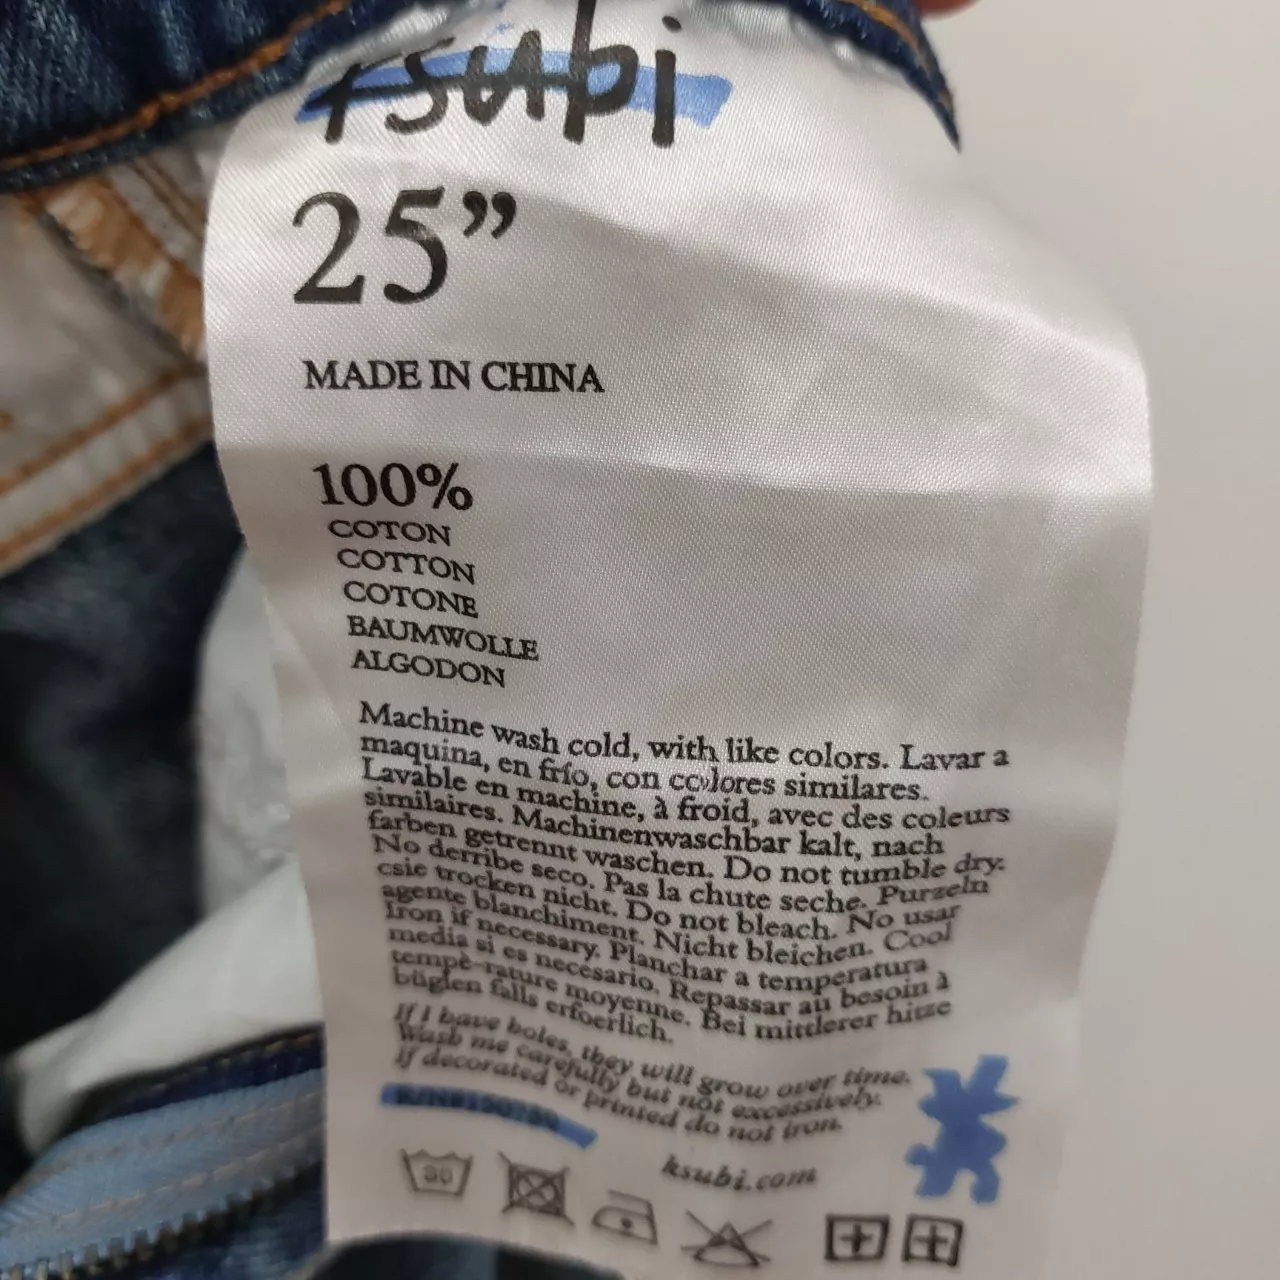 ksubi
25”
MADE IN CHINA
100%
COTON
COTTON
COTONE
BAUMWOLLE
ALGODON
Machine wash cold, with like colors. Lavar a
maquina, en frío, con colores similares.
Lavable en machine, à froid, avec des coleurs
similaires. Machinenwaschbar kalt, nach
farben getrennt waschen. Do not tumble dry.
No derribe seco. Pas la chute seche. Purzeln
csie trocken nicht. Do not bleach. No usar
agente blanchiment. Nicht bleichen. Cool
Iron if necessary. Planchar a temperatura
media si es necesario. Repassar au besoin à
tempè-rature moyenne. Bei mittlerer hitze
büglen falls erfoerlich.
If I have holes, they will grow over time.
Wash me carefully but not excessively.
If decorated or printed do not iron.
ksubi.com
30